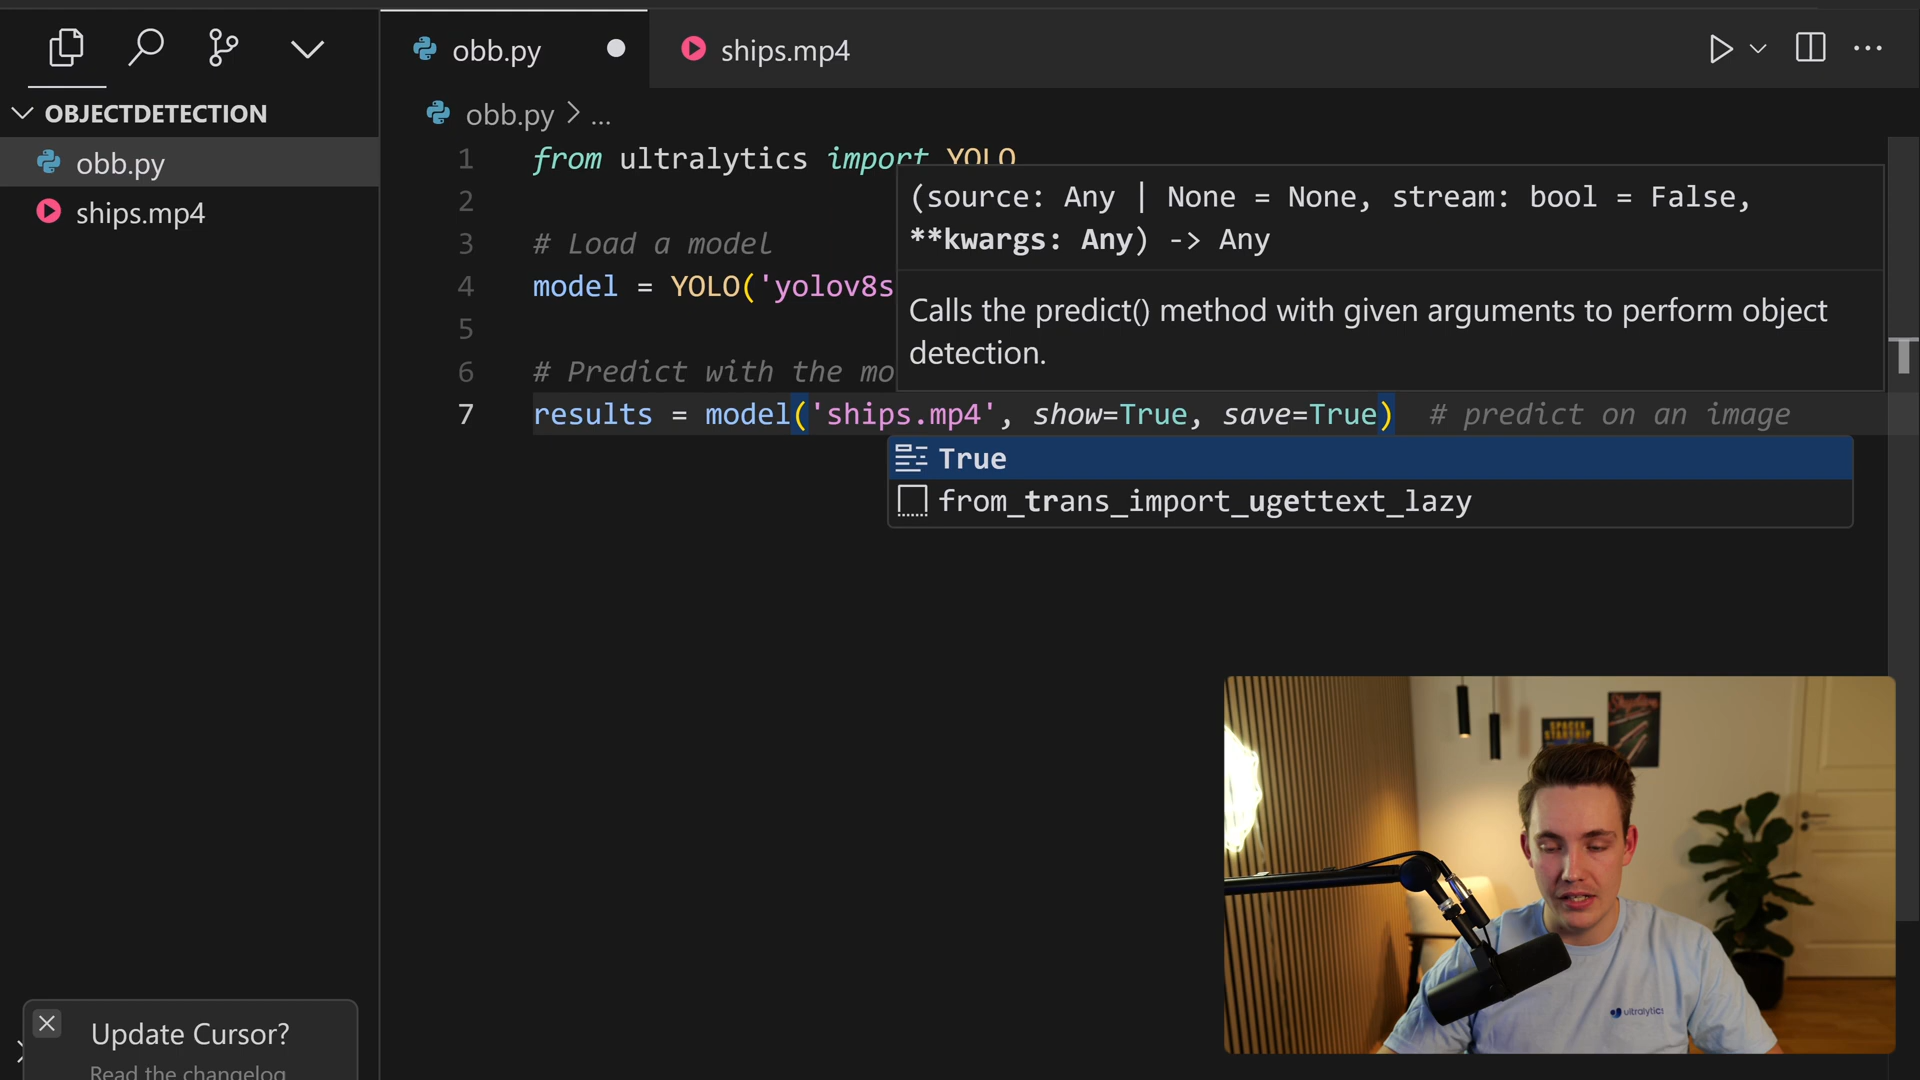 OBJECTDETECTION
obb.py
ships.mp4
obb.py
ships.mp4
obb.py > ...
1 from ultralytics import YOLO
2
3 # Load a model
4 model = YOLO('yolov8s
5
6 # Predict with the mo
7 results = model('ships.mp4', show=True, save=True)  # predict on an image
(source: Any | None = None, stream: bool = False,
**kwargs: Any) -> Any
Calls the predict() method with given arguments to perform object
detection.
True
from_trans_import_ugettext_lazy
Update Cursor?
Read the changelog
SPACEX
STARSHIP
ultralytics